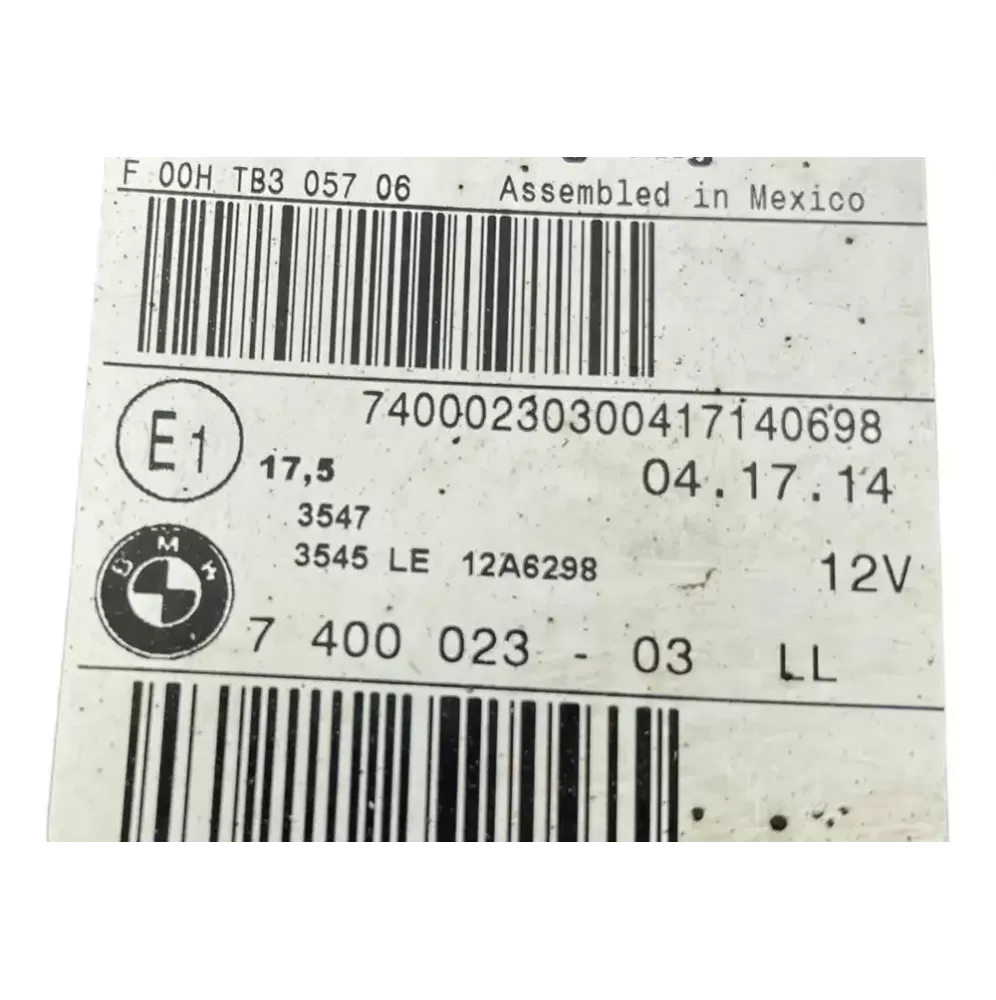 F 00H TB3 057 06 Assembled in Mexico
74000230300417140698
E1 17,5 04.17.14
3547
3545 LE 12A6298 12V
BMW
7 400 023 - 03 LL